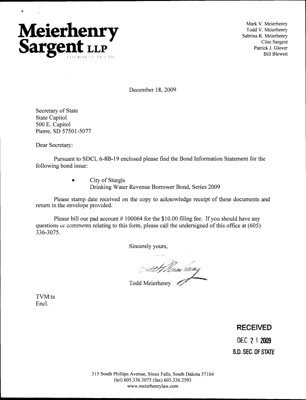 Meierhenry
Sargent LLP
Mark V. Meierhenry
Todd V. Meierhenry
Sabrina R. Meierhenry
Clint Sargent
Patrick J. Glover
Bill Blewett
December 18, 2009
Secretary of State
State Capitol
500 E. Capitol
Pierre, SD 57501-5077
Dear Secretary:
Pursuant to SDCL 6-8B-19 enclosed please find the Bond Information Statement for the
following bond issue:
• City of Sturgis
Drinking Water Revenue Borrower Bond, Series 2009
Please stamp date received on the copy to acknowledge receipt of these documents and
return in the envelope provided.
Please bill our pad account # 100064 for the $10.00 filing fee. If you should have any
questions or comments relating to this form, please call the undersigned of this office at (605)
336-3075.
Sincerely yours,
Todd Meierhenry
TVM:ts
Encl.
RECEIVED
DEC 21 2009
S.D. SEC. OF STATE
315 South Phillips Avenue, Sioux Falls, South Dakota 57104
(tel) 605.336.3075 (fax) 605.336.2593
www.meierhenrylaw.com